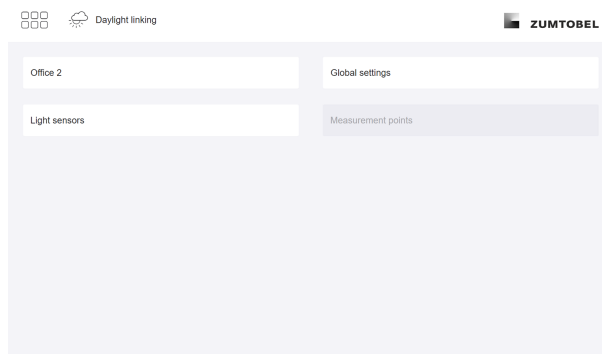 Daylight linking
ZUMTOBEL
Office 2
Global settings
Light sensors
Measurement points